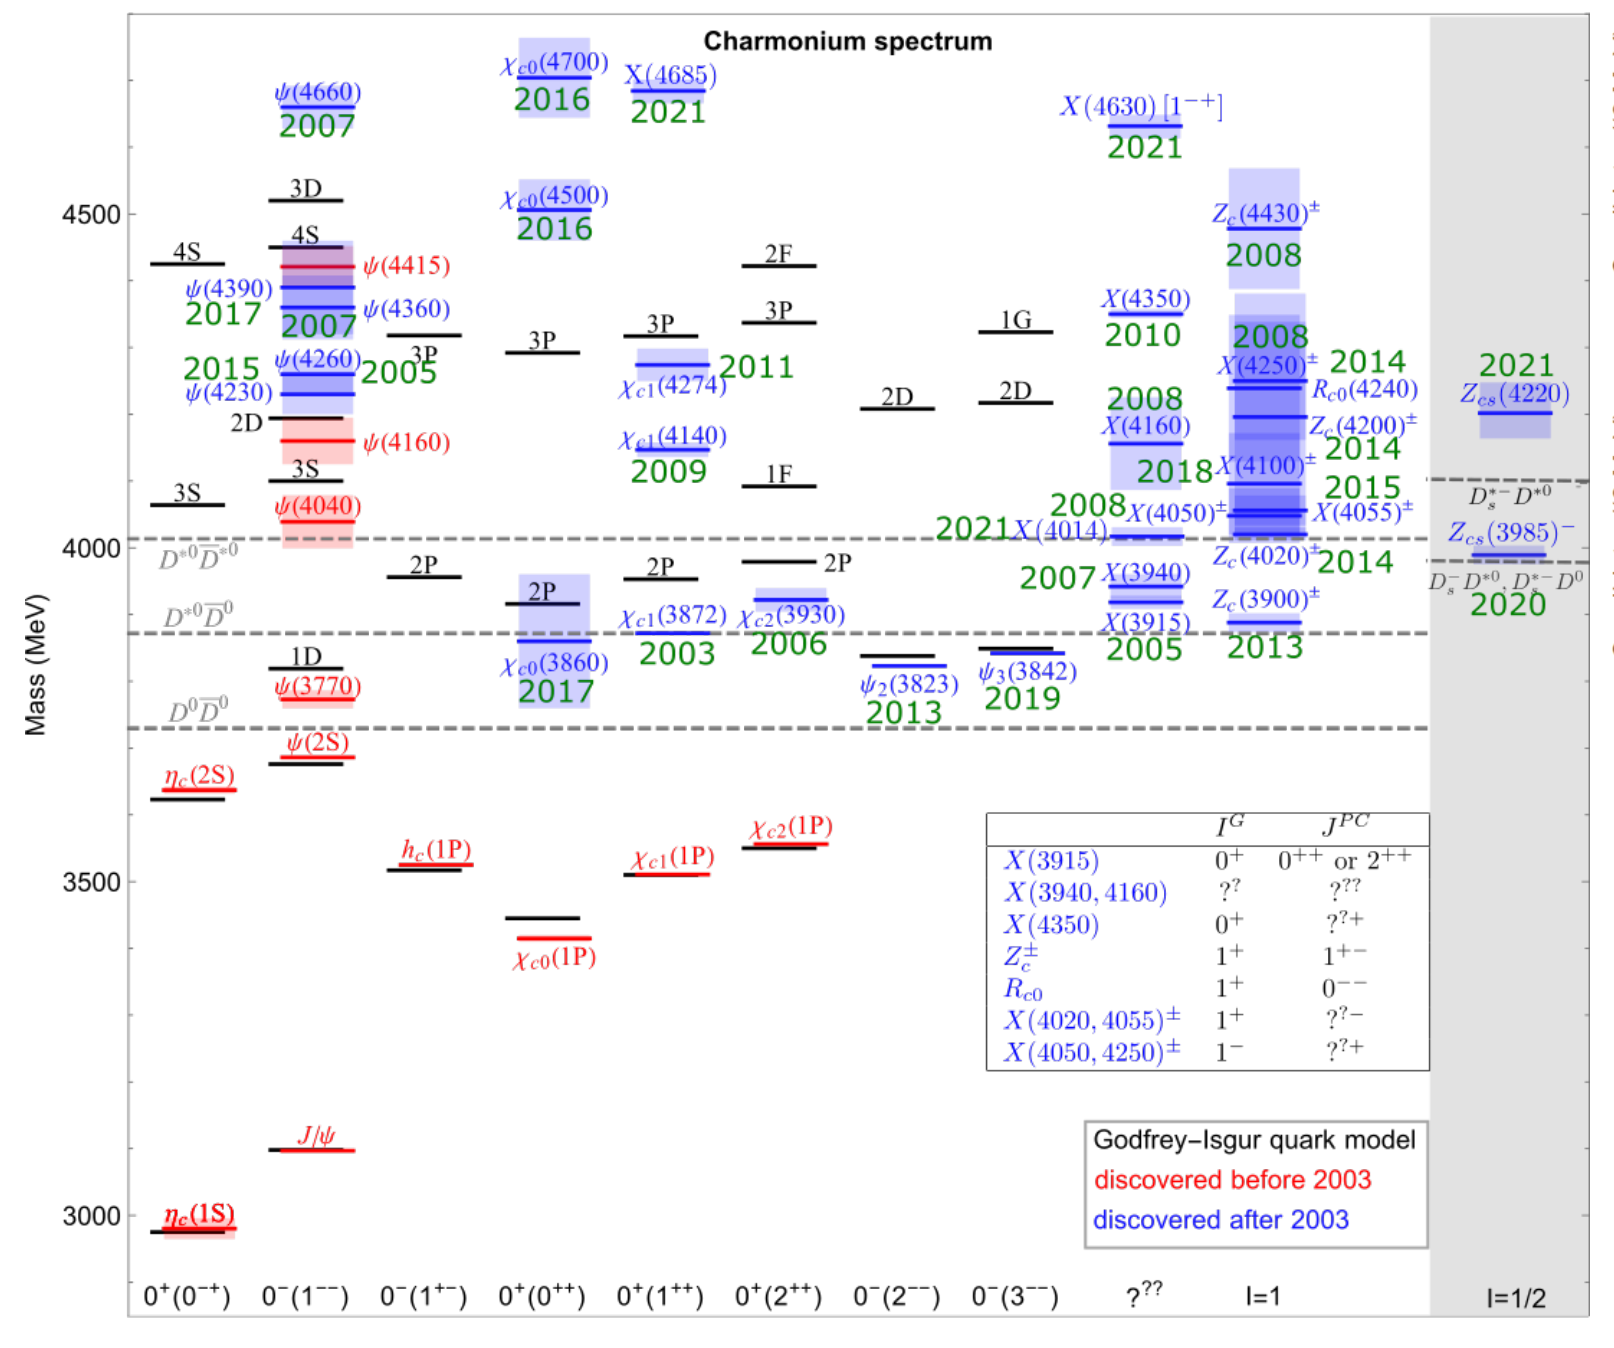 Charmonium spectrum
χc0(4700)
2016
X(4685)
2021
ψ(4660)
2007
X(4630) [1−+]
2021
3D
χc0(4500)
2016
Zc(4430)±
2008
4500
4S
4S
2F
ψ(4415)
ψ(4390)
2017
ψ(4360)
2007
X(4350)
2010
3P
3P
3P
3P
1G
2008
2015
ψ(4260)
2005
χc1(4274)
2011
X(4250)±
2014
Rc0(4240)
2021
Zcs(4220)
ψ(4230)
2D
2D
2D
2008
X(4160)
Zc(4200)±
2014
ψ(4160)
χc1(4140)
2009
2018
X(4100)±
3S
3S
1F
2015
Ds*−D*0
ψ(4040)
2008
X(4050)±
X(4055)±
2021
X(4014)
Zcs(3985)−
4000
D*0D̅*0
2P
2P
2P
2P
2007
X(3940)
Zc(4020)±
2014
Ds−D*0, Ds*−D0
2020
D*0D̅0
χc1(3872)
2003
χc2(3930)
2006
Zc(3900)±
2013
X(3915)
2005
1D
χc0(3860)
2017
ψ2(3823)
2013
ψ3(3842)
2019
ψ(3770)
D0D̅0
ψ(2S)
ηc(2S)
Mass (MeV)
hc(1P)
χc1(1P)
χc2(1P)
χc0(1P)
3500
IG JPC
X(3915) 0+ 0++ or 2++
X(3940, 4160) ?? ???
X(4350) 0+ ??+
Zc± 1+ 1+−
Rc0 1+ 0−−
X(4020, 4055)± 1+ ??−
X(4050, 4250)± 1− ??+
J/ψ
Godfrey−Isgur quark model
discovered before 2003
discovered after 2003
3000
ηc(1S)
0+(0−+) 0−(1−−) 0−(1+−) 0+(0++) 0+(1++) 0+(2++) 0−(2−−) 0−(3−−) ??? I=1 I=1/2